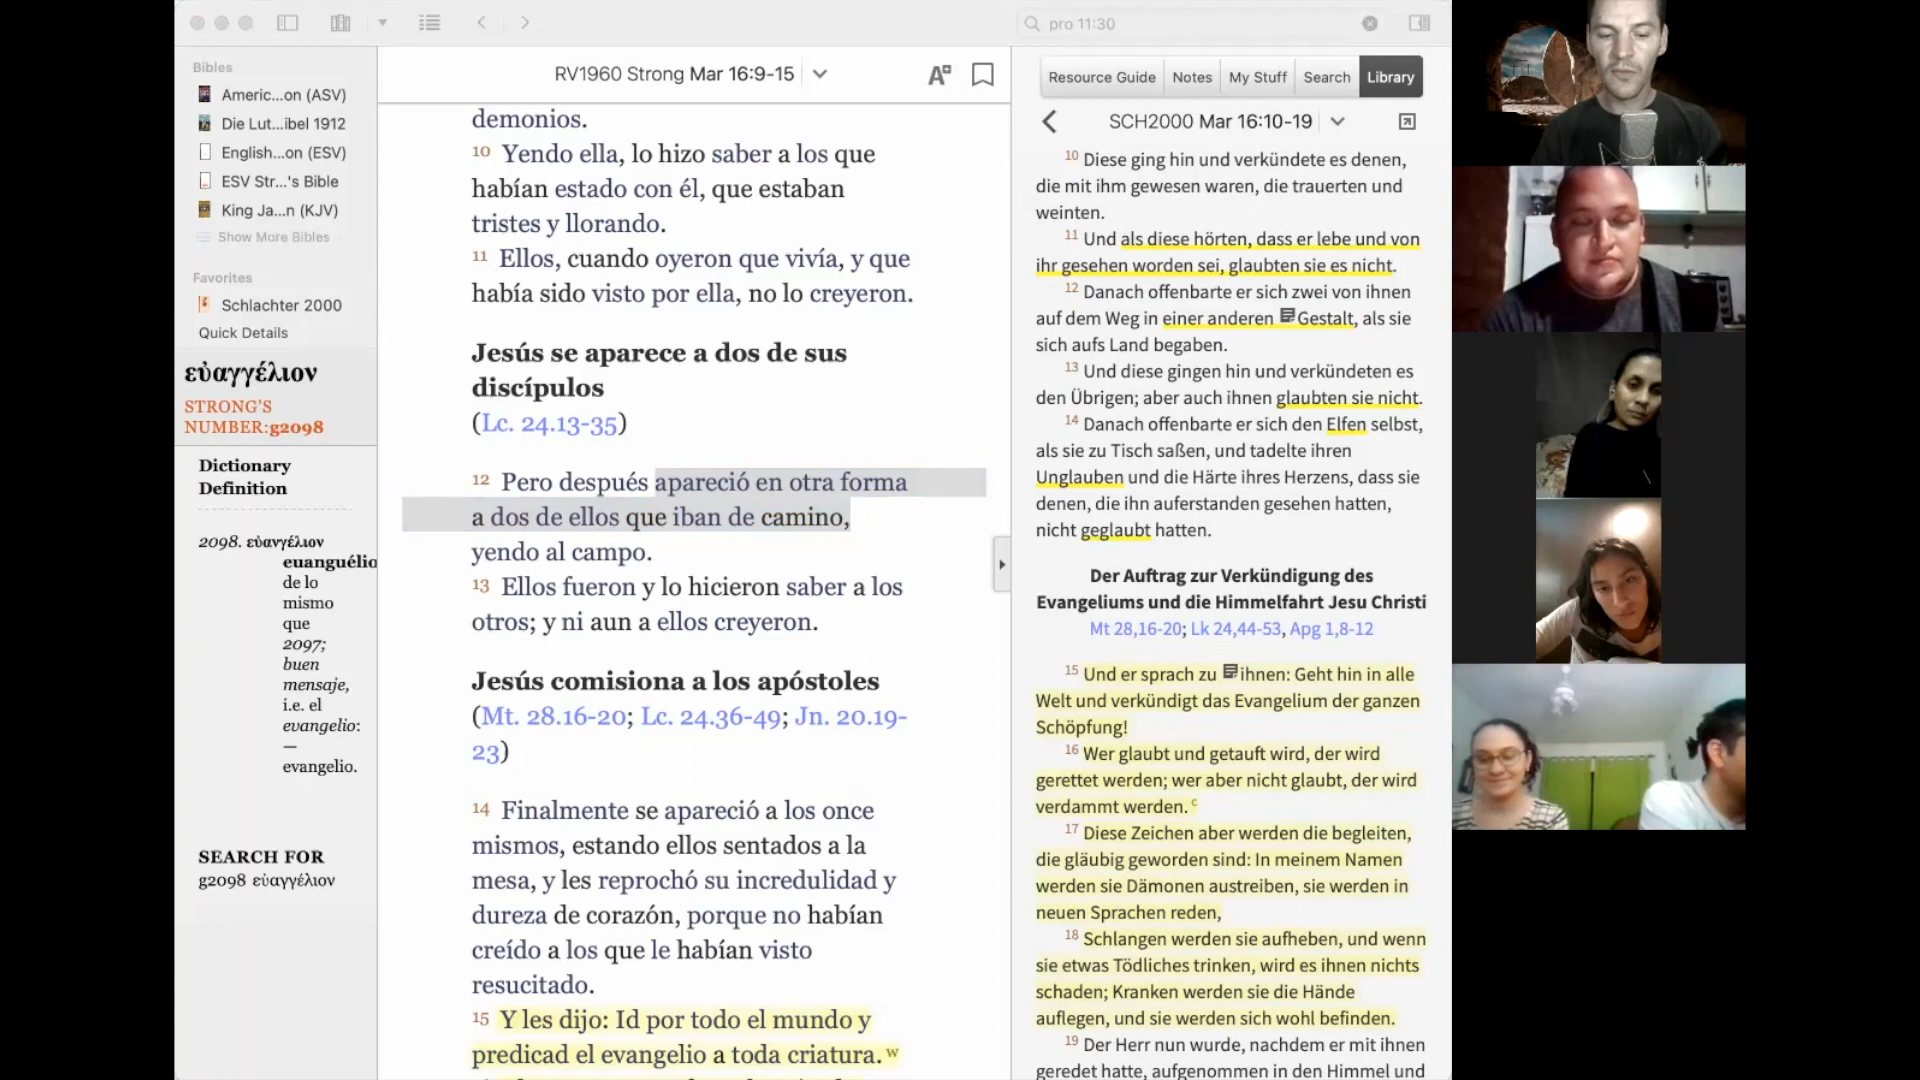 pro 11:30
Bibles
Americ...on (ASV)
Die Lut...ibel 1912
English...on (ESV)
ESV Str...'s Bible
King Ja...n (KJV)
Show More Bibles
Favorites
Schlachter 2000
Quick Details
εὐαγγέλιον
STRONG'S
NUMBER:g2098
Dictionary
Definition
2098. εὐανγέλιον
euanguélio
de lo
mismo
que
2097;
buen
mensaje,
i.e. el
evangelio:
—
evangelio.
SEARCH FOR
g2098 εὐαγγέλιον
RV1960 Strong Mar 16:9-15
demonios.
10 Yendo ella, lo hizo saber a los que
habían estado con él, que estaban
tristes y llorando.
11 Ellos, cuando oyeron que vivía, y que
había sido visto por ella, no lo creyeron.
Jesús se aparece a dos de sus
discípulos
(Lc. 24.13-35)
12 Pero después apareció en otra forma
a dos de ellos que iban de camino,
yendo al campo.
13 Ellos fueron y lo hicieron saber a los
otros; y ni aun a ellos creyeron.
Jesús comisiona a los apóstoles
(Mt. 28.16-20; Lc. 24.36-49; Jn. 20.19-
23)
14 Finalmente se apareció a los once
mismos, estando ellos sentados a la
mesa, y les reprochó su incredulidad y
dureza de corazón, porque no habían
creído a los que le habían visto
resucitado.
15 Y les dijo: Id por todo el mundo y
predicad el evangelio a toda criatura. w
Resource Guide Notes My Stuff Search Library
SCH2000 Mar 16:10-19
10 Diese ging hin und verkündete es denen,
die mit ihm gewesen waren, die trauerten und
weinten.
11 Und als diese hörten, dass er lebe und von
ihr gesehen worden sei, glaubten sie es nicht.
12 Danach offenbarte er sich zwei von ihnen
auf dem Weg in einer anderen Gestalt, als sie
sich aufs Land begaben.
13 Und diese gingen hin und verkündeten es
den Übrigen; aber auch ihnen glaubten sie nicht.
14 Danach offenbarte er sich den Elfen selbst,
als sie zu Tisch saßen, und tadelte ihren
Unglauben und die Härte ihres Herzens, dass sie
denen, die ihn auferstanden gesehen hatten,
nicht geglaubt hatten.
Der Auftrag zur Verkündigung des
Evangeliums und die Himmelfahrt Jesu Christi
Mt 28,16-20; Lk 24,44-53, Apg 1,8-12
15 Und er sprach zu ihnen: Geht hin in alle
Welt und verkündigt das Evangelium der ganzen
Schöpfung!
16 Wer glaubt und getauft wird, der wird
gerettet werden; wer aber nicht glaubt, der wird
verdammt werden. c
17 Diese Zeichen aber werden die begleiten,
die gläubig geworden sind: In meinem Namen
werden sie Dämonen austreiben, sie werden in
neuen Sprachen reden,
18 Schlangen werden sie aufheben, und wenn
sie etwas Tödliches trinken, wird es ihnen nichts
schaden; Kranken werden sie die Hände
auflegen, und sie werden sich wohl befinden.
19 Der Herr nun wurde, nachdem er mit ihnen
geredet hatte, aufgenommen in den Himmel und